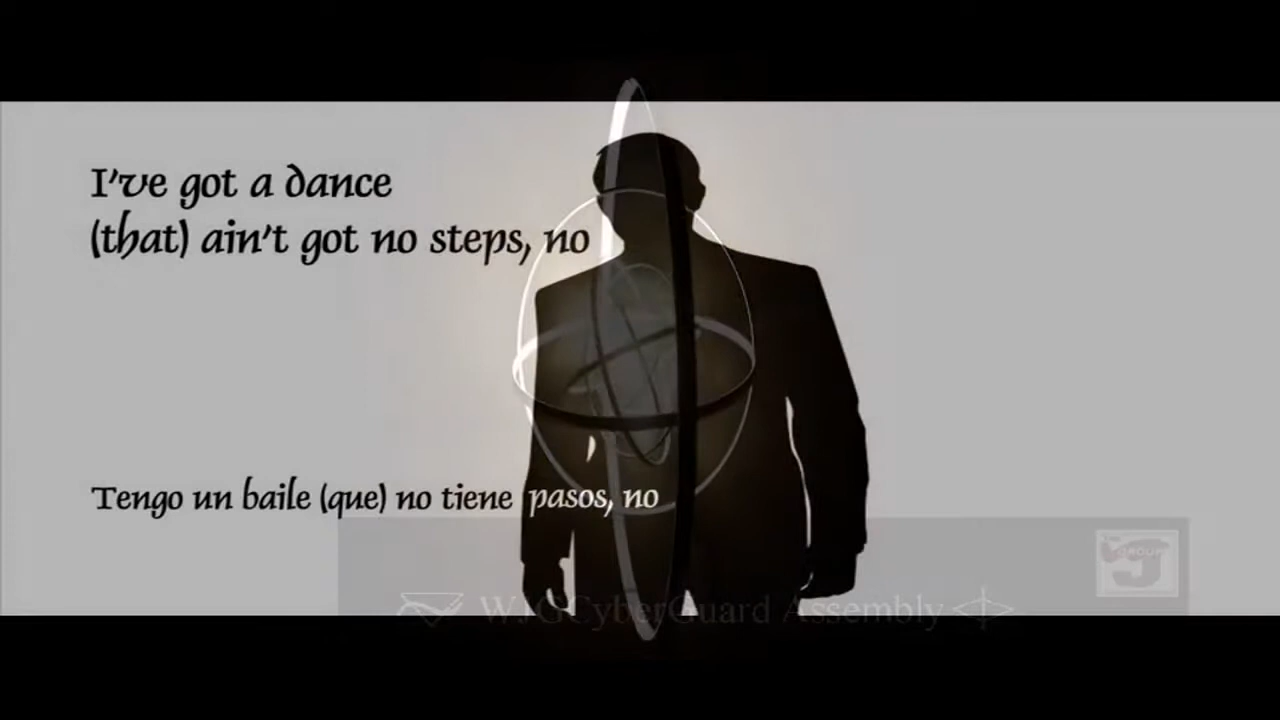 I've got a dance
(that) ain't got no steps, no
Tengo un baile (que) no tiene pasos, no
GROUP
J
WJGCyberGuard Assembly